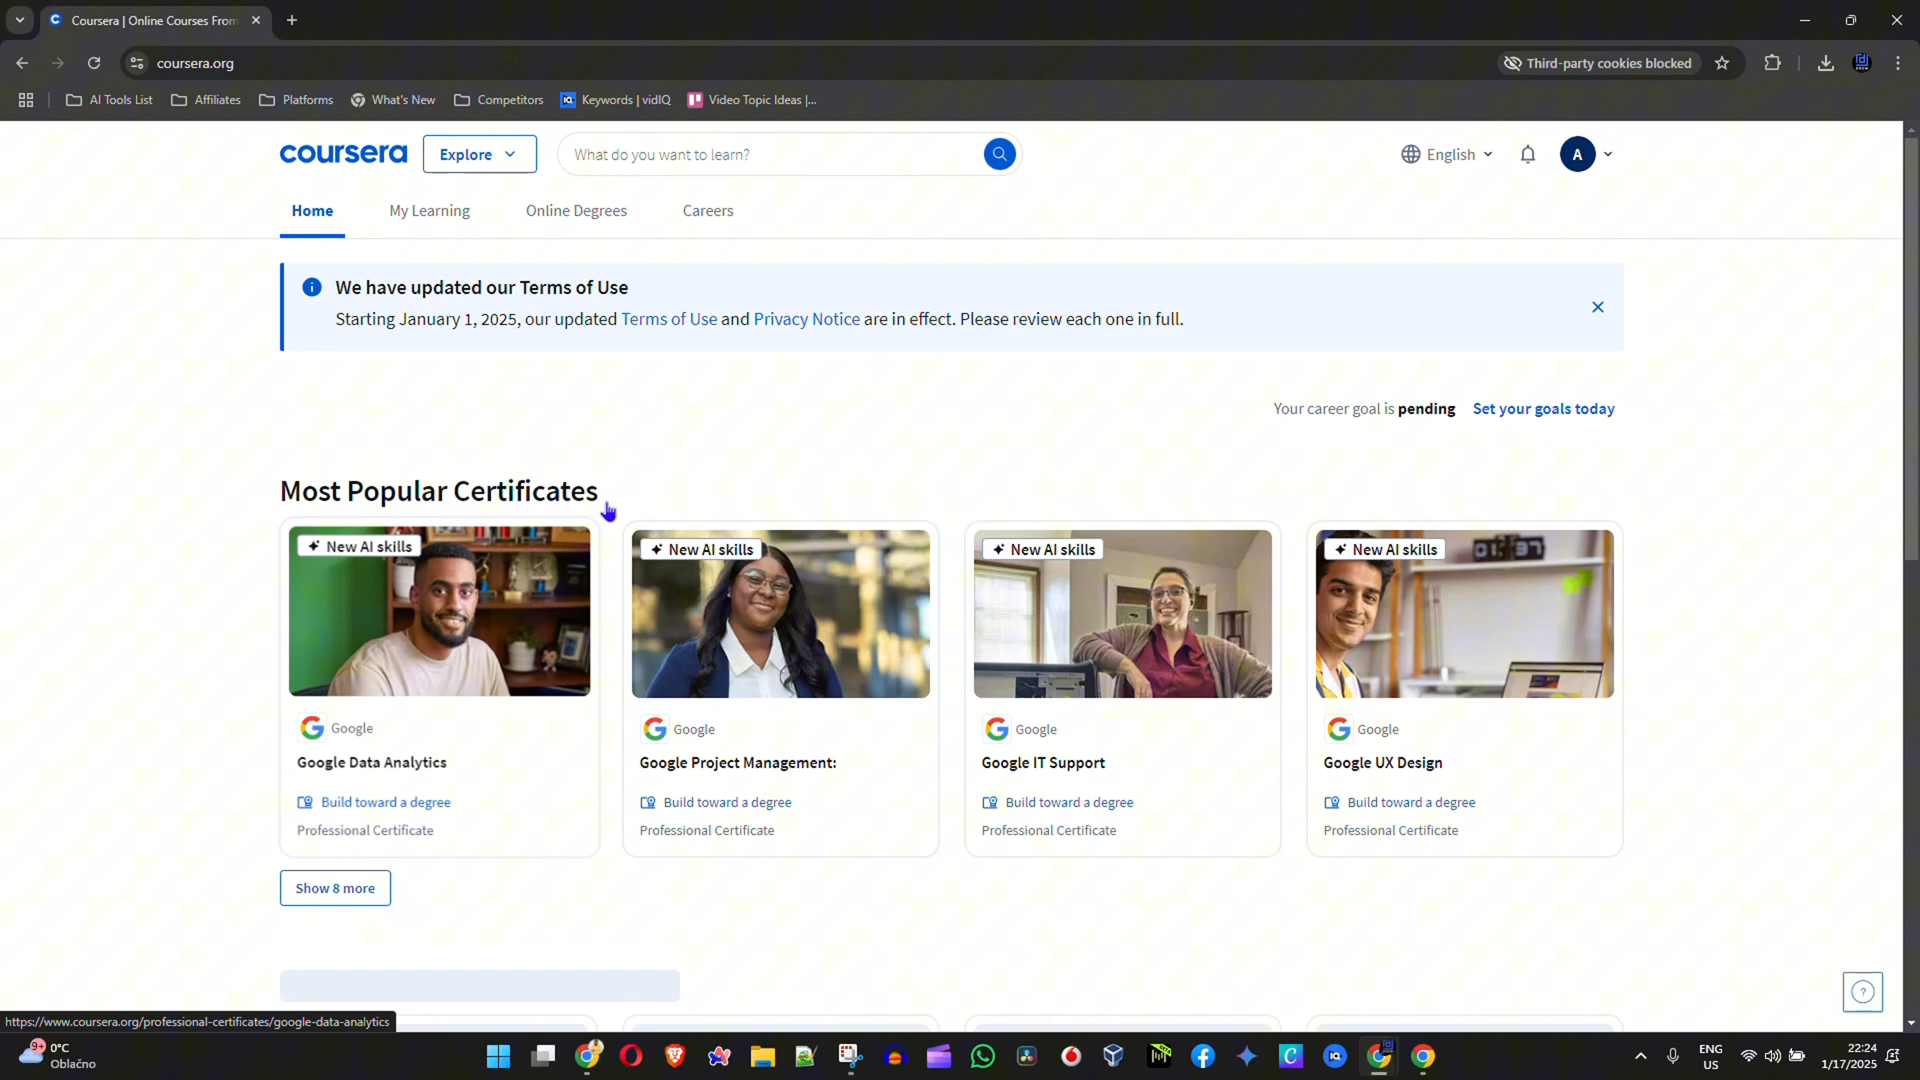 Coursera | Online Courses From
coursera.org
Third-party cookies blocked
AI Tools List
Affiliates
Platforms
What's New
Competitors
Keywords | vidIQ
Video Topic Ideas |...
coursera
Explore
What do you want to learn?
English
A
Home
My Learning
Online Degrees
Careers
We have updated our Terms of Use
Starting January 1, 2025, our updated Terms of Use and Privacy Notice are in effect. Please review each one in full.
Your career goal is pending Set your goals today
Most Popular Certificates
New AI skills
New AI skills
New AI skills
New AI skills
Google
Google
Google
Google
Google Data Analytics
Google Project Management:
Google IT Support
Google UX Design
Build toward a degree
Build toward a degree
Build toward a degree
Build toward a degree
Professional Certificate
Professional Certificate
Professional Certificate
Professional Certificate
Show 8 more
https://www.coursera.org/professional-certificates/google-data-analytics
9+
0°C
Oblačno
ENG
US
22:24
1/17/2025